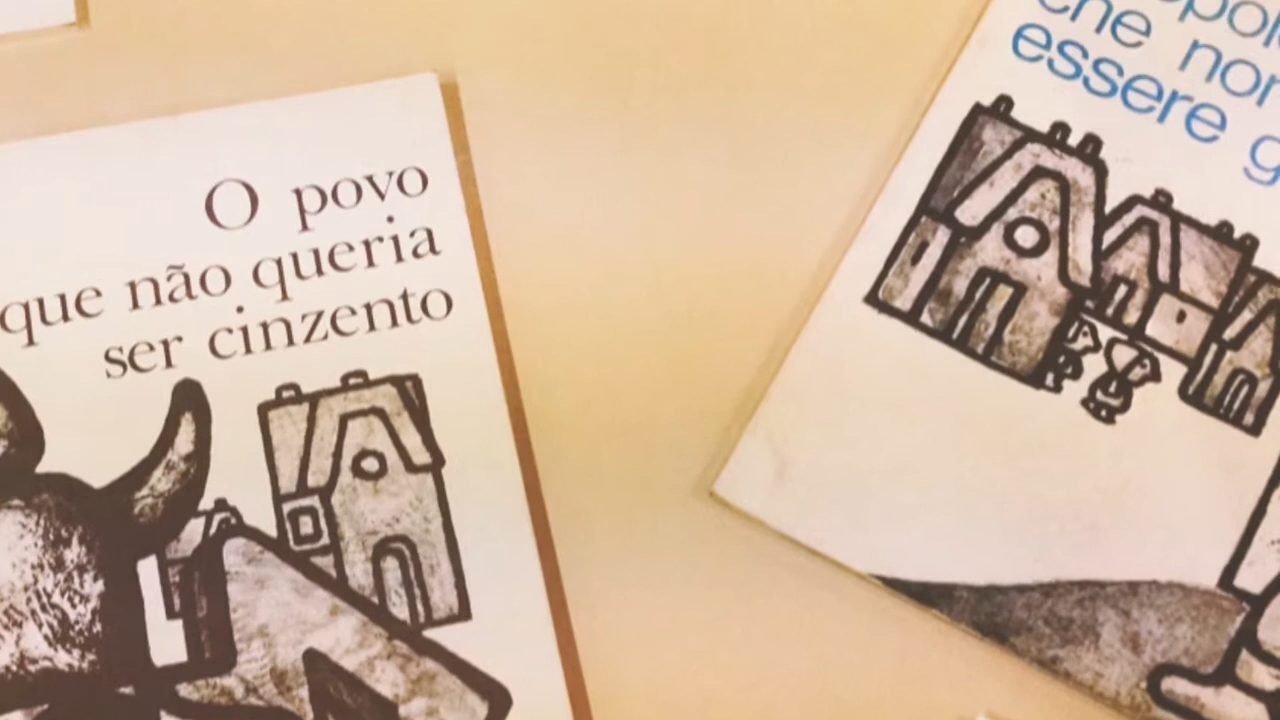 O povo
que não queria
ser cinzento
che non
essere